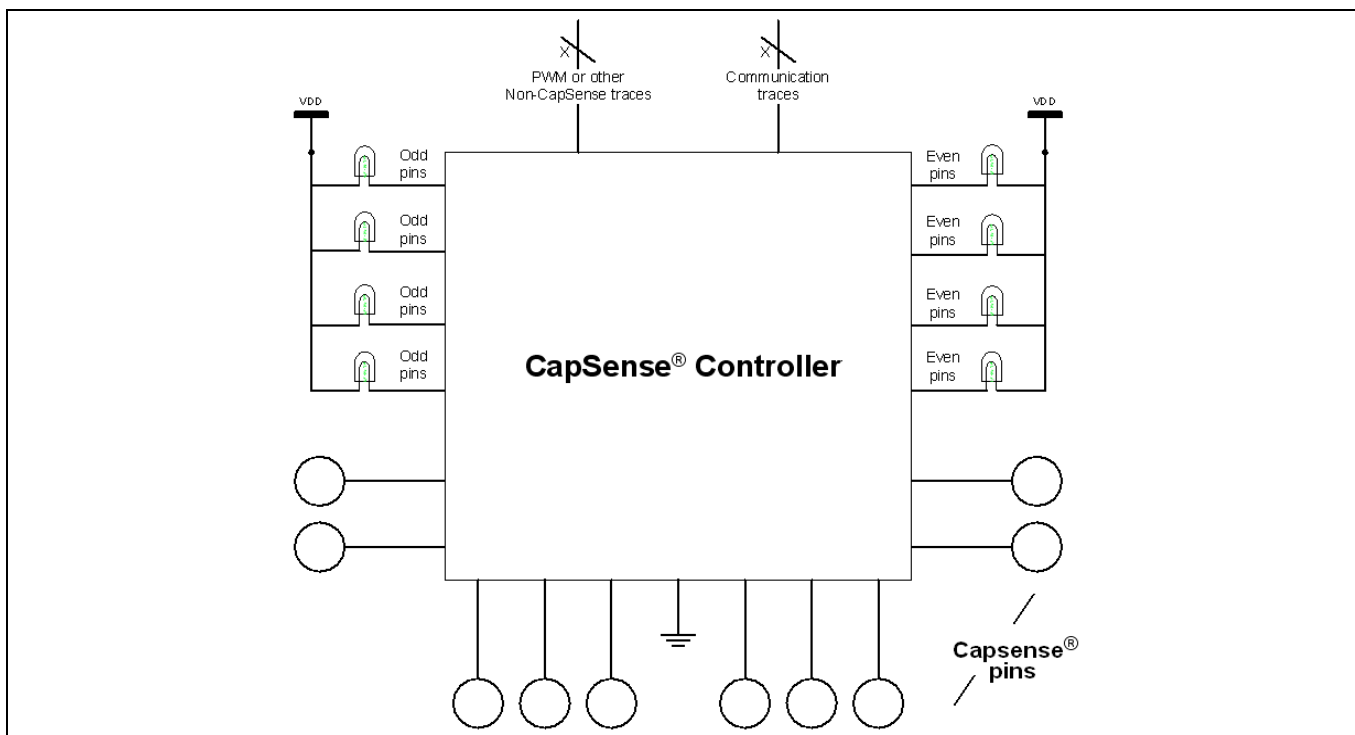 X
X
PWM or other
Non-CapSense traces
Communication
traces
VDD
VDD
Odd
pins
Even
pins
Odd
pins
Even
pins
Odd
pins
Even
pins
Odd
pins
Even
pins
CapSense® Controller
Capsense®
pins